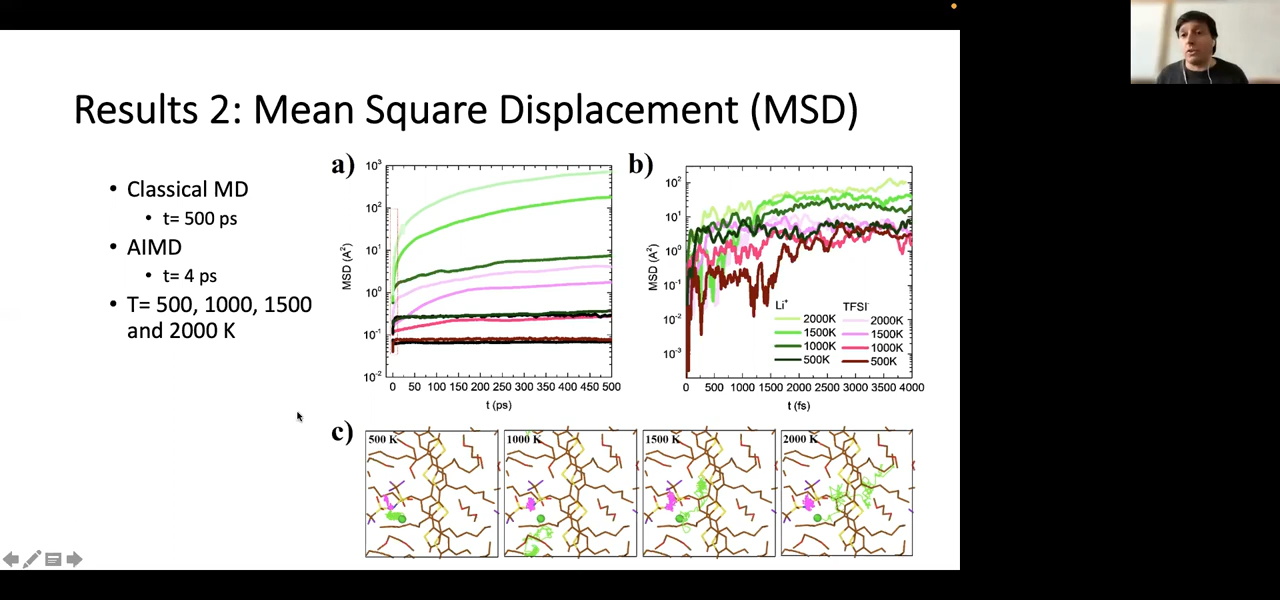 Results 2: Mean Square Displacement (MSD)
• Classical MD
• t= 500 ps
• AIMD
• t= 4 ps
• T= 500, 1000, 1500
and 2000 K
a)
10³
10²
10¹
10⁰
10⁻¹
10⁻²
MSD (A²)
0 50 100 150 200 250 300 350 400 450 500
t (ps)
b)
10²
10¹
10⁰
10⁻¹
10⁻²
10⁻³
MSD (A²)
Li⁺ TFSI⁻
2000K 2000K
1500K 1500K
1000K 1000K
500K 500K
0 500 1000 1500 2000 2500 3000 3500 4000
t (fs)
c)
500 K
1000 K
1500 K
2000 K